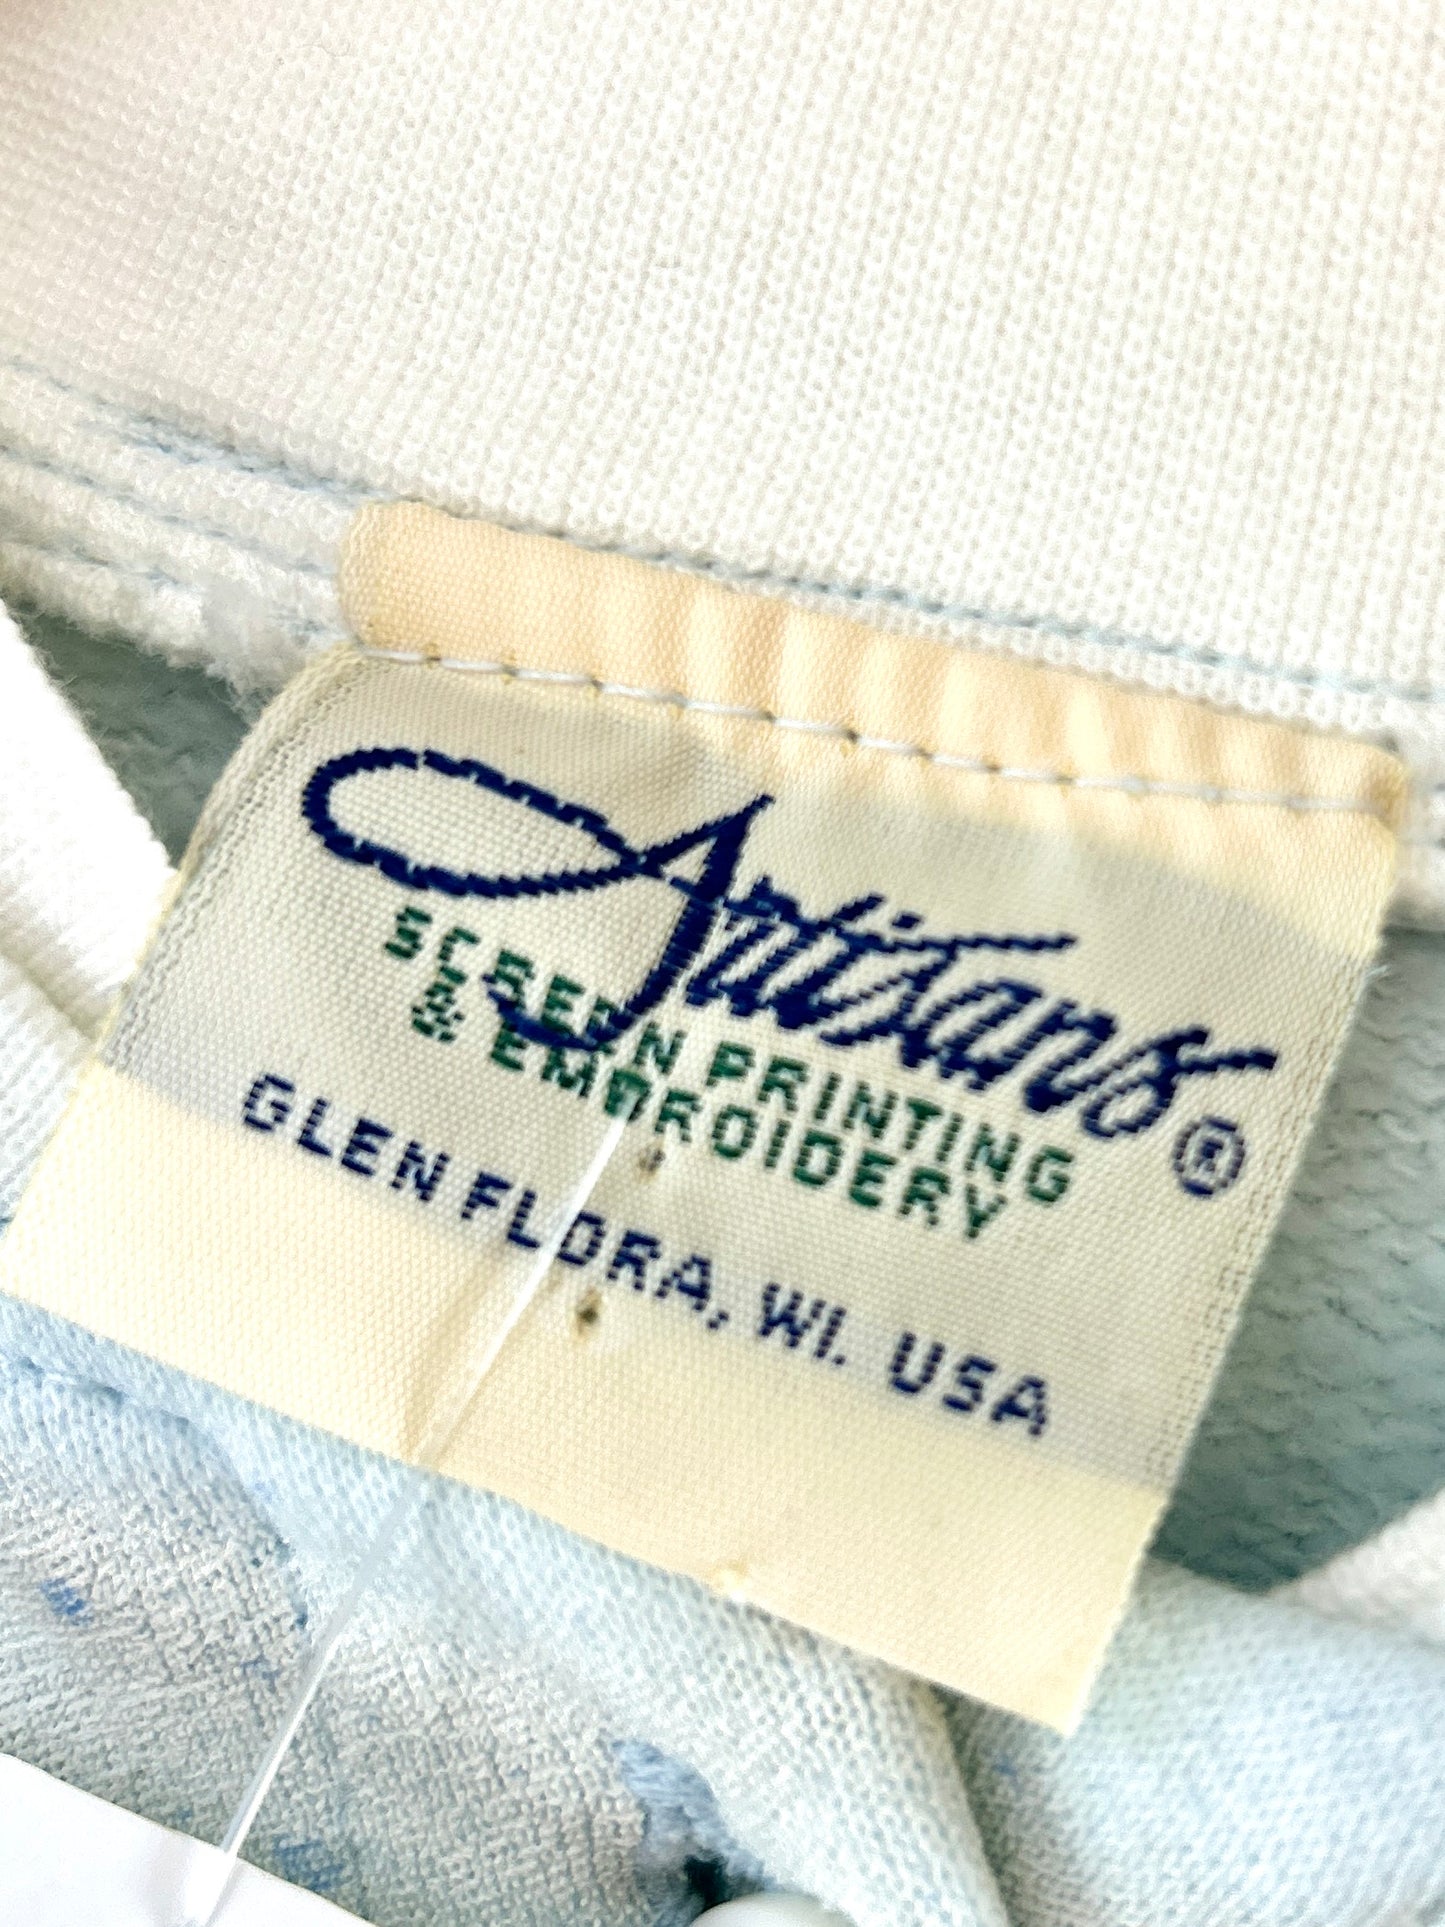 Artisans®
SCREEN PRINTING
& EMBROIDERY
GLEN FLORA, WI. USA